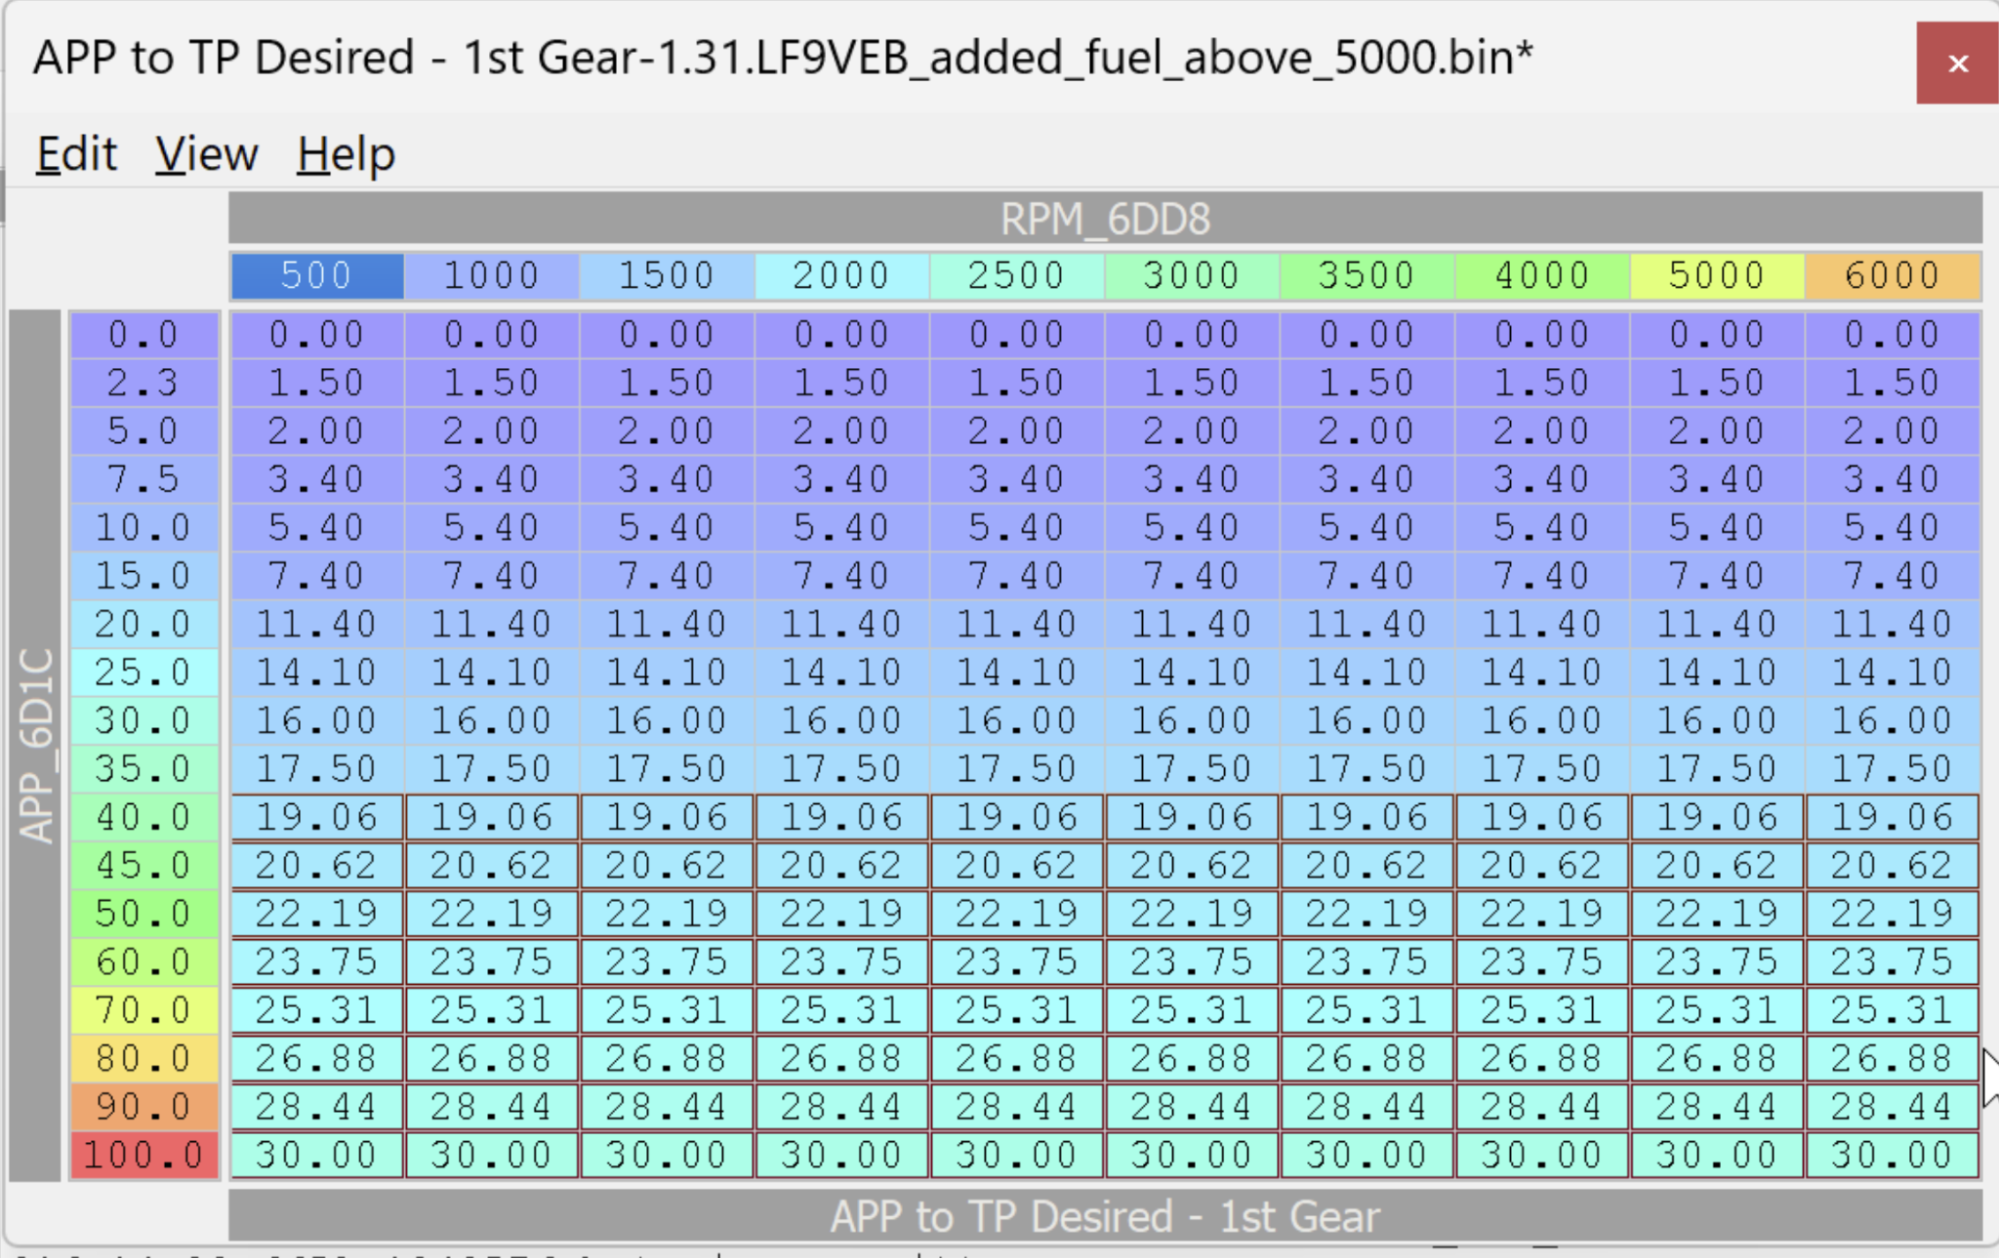 APP to TP Desired - 1st Gear-1.31.LF9VEB_added_fuel_above_5000.bin*
×
Edit View Help
RPM_6DD8
500 1000 1500 2000 2500 3000 3500 4000 5000 6000
APP_6D1C
0.0 0.00 0.00 0.00 0.00 0.00 0.00 0.00 0.00 0.00 0.00
2.3 1.50 1.50 1.50 1.50 1.50 1.50 1.50 1.50 1.50 1.50
5.0 2.00 2.00 2.00 2.00 2.00 2.00 2.00 2.00 2.00 2.00
7.5 3.40 3.40 3.40 3.40 3.40 3.40 3.40 3.40 3.40 3.40
10.0 5.40 5.40 5.40 5.40 5.40 5.40 5.40 5.40 5.40 5.40
15.0 7.40 7.40 7.40 7.40 7.40 7.40 7.40 7.40 7.40 7.40
20.0 11.40 11.40 11.40 11.40 11.40 11.40 11.40 11.40 11.40 11.40
25.0 14.10 14.10 14.10 14.10 14.10 14.10 14.10 14.10 14.10 14.10
30.0 16.00 16.00 16.00 16.00 16.00 16.00 16.00 16.00 16.00 16.00
35.0 17.50 17.50 17.50 17.50 17.50 17.50 17.50 17.50 17.50 17.50
40.0 19.06 19.06 19.06 19.06 19.06 19.06 19.06 19.06 19.06 19.06
45.0 20.62 20.62 20.62 20.62 20.62 20.62 20.62 20.62 20.62 20.62
50.0 22.19 22.19 22.19 22.19 22.19 22.19 22.19 22.19 22.19 22.19
60.0 23.75 23.75 23.75 23.75 23.75 23.75 23.75 23.75 23.75 23.75
70.0 25.31 25.31 25.31 25.31 25.31 25.31 25.31 25.31 25.31 25.31
80.0 26.88 26.88 26.88 26.88 26.88 26.88 26.88 26.88 26.88 26.88
90.0 28.44 28.44 28.44 28.44 28.44 28.44 28.44 28.44 28.44 28.44
100.0 30.00 30.00 30.00 30.00 30.00 30.00 30.00 30.00 30.00 30.00
APP to TP Desired - 1st Gear